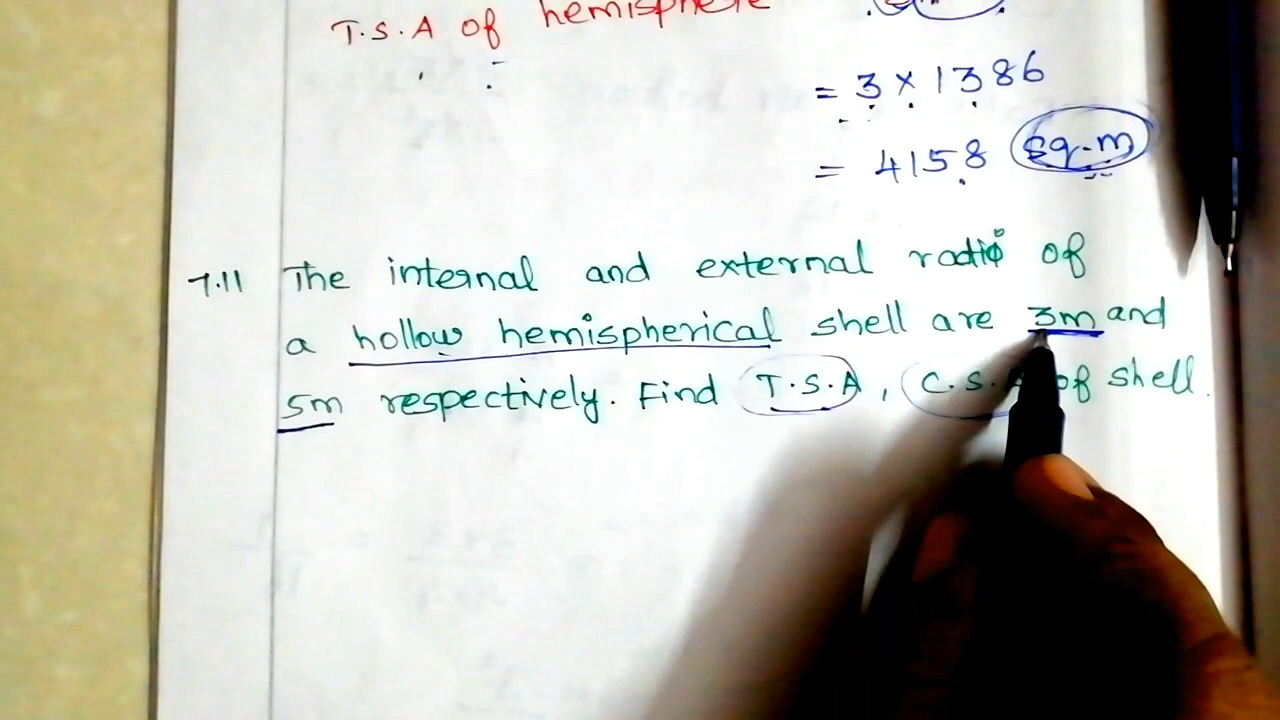 T.S.A of hemisphere
= 3 × 1386
= 4158 sq.m
7.11 The internal and external radii of
a hollow hemispherical shell are 3m and
5m respectively. Find T.S.A, C.S.A of shell.